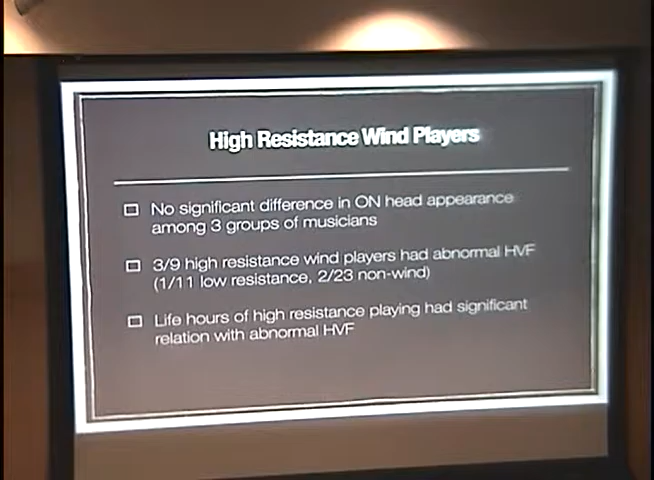 High Resistance Wind Players
No significant difference in ON head appearance
among 3 groups of musicians
3/9 high resistance wind players had abnormal HVF
(1/11 low resistance, 2/23 non-wind)
Life hours of high resistance playing had significant
relation with abnormal HVF